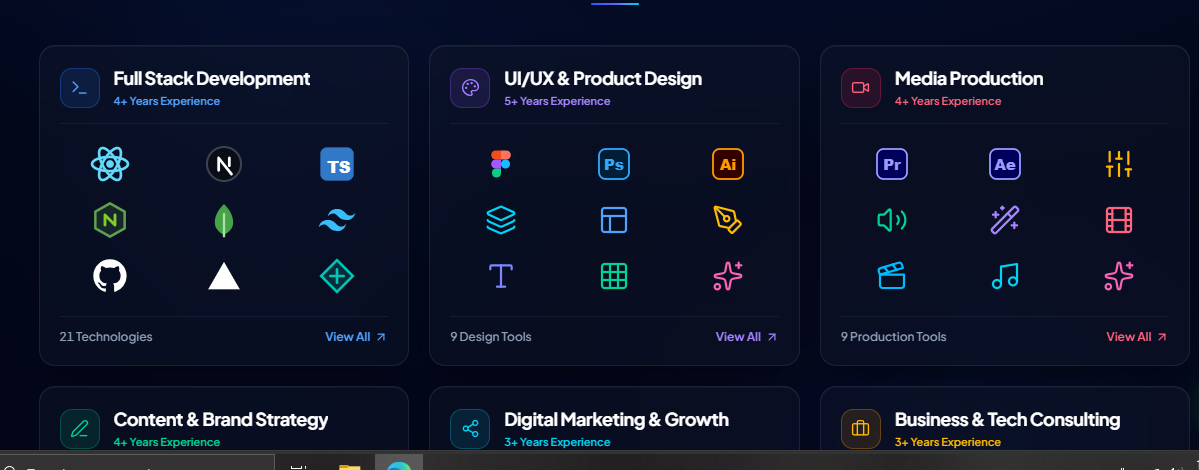 Full Stack Development
4+ Years Experience
TS
21 Technologies
View All
UI/UX & Product Design
5+ Years Experience
Ps
Ai
9 Design Tools
View All
Media Production
4+ Years Experience
Pr
Ae
9 Production Tools
View All
Content & Brand Strategy
4+ Years Experience
Digital Marketing & Growth
3+ Years Experience
Business & Tech Consulting
3+ Years Experience